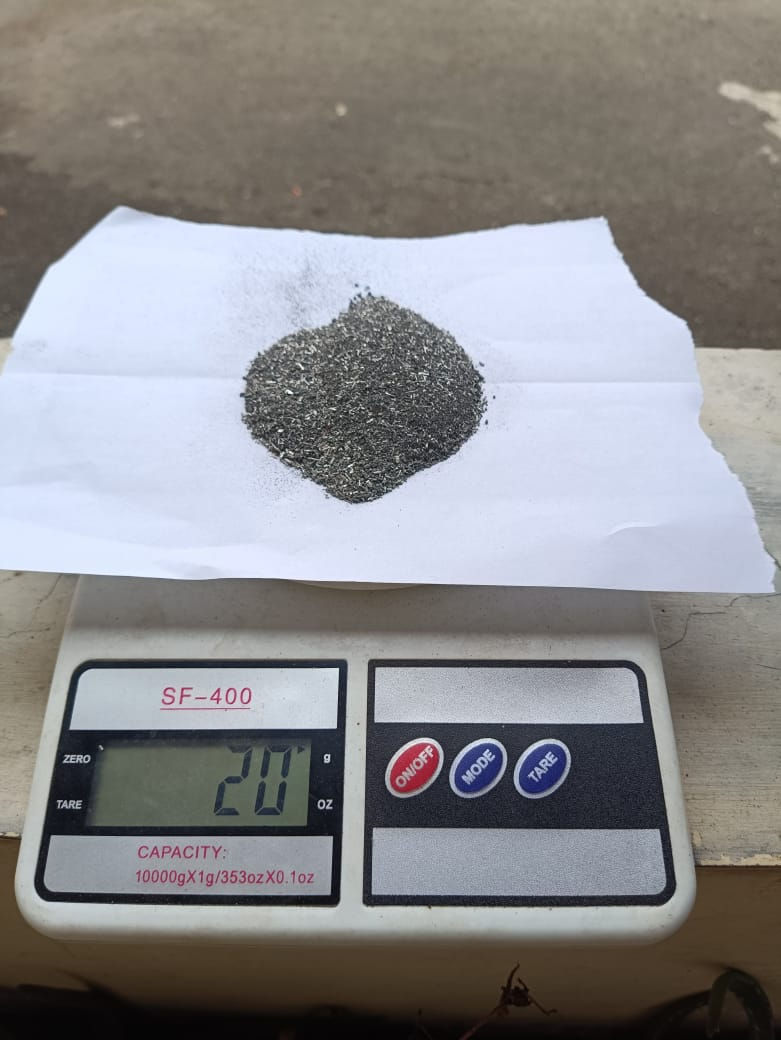 SF-400
ZERO
TARE
20
g
OZ
CAPACITY:
10000gX1g/353ozX0.1oz
ON/OFF
MODE
TARE